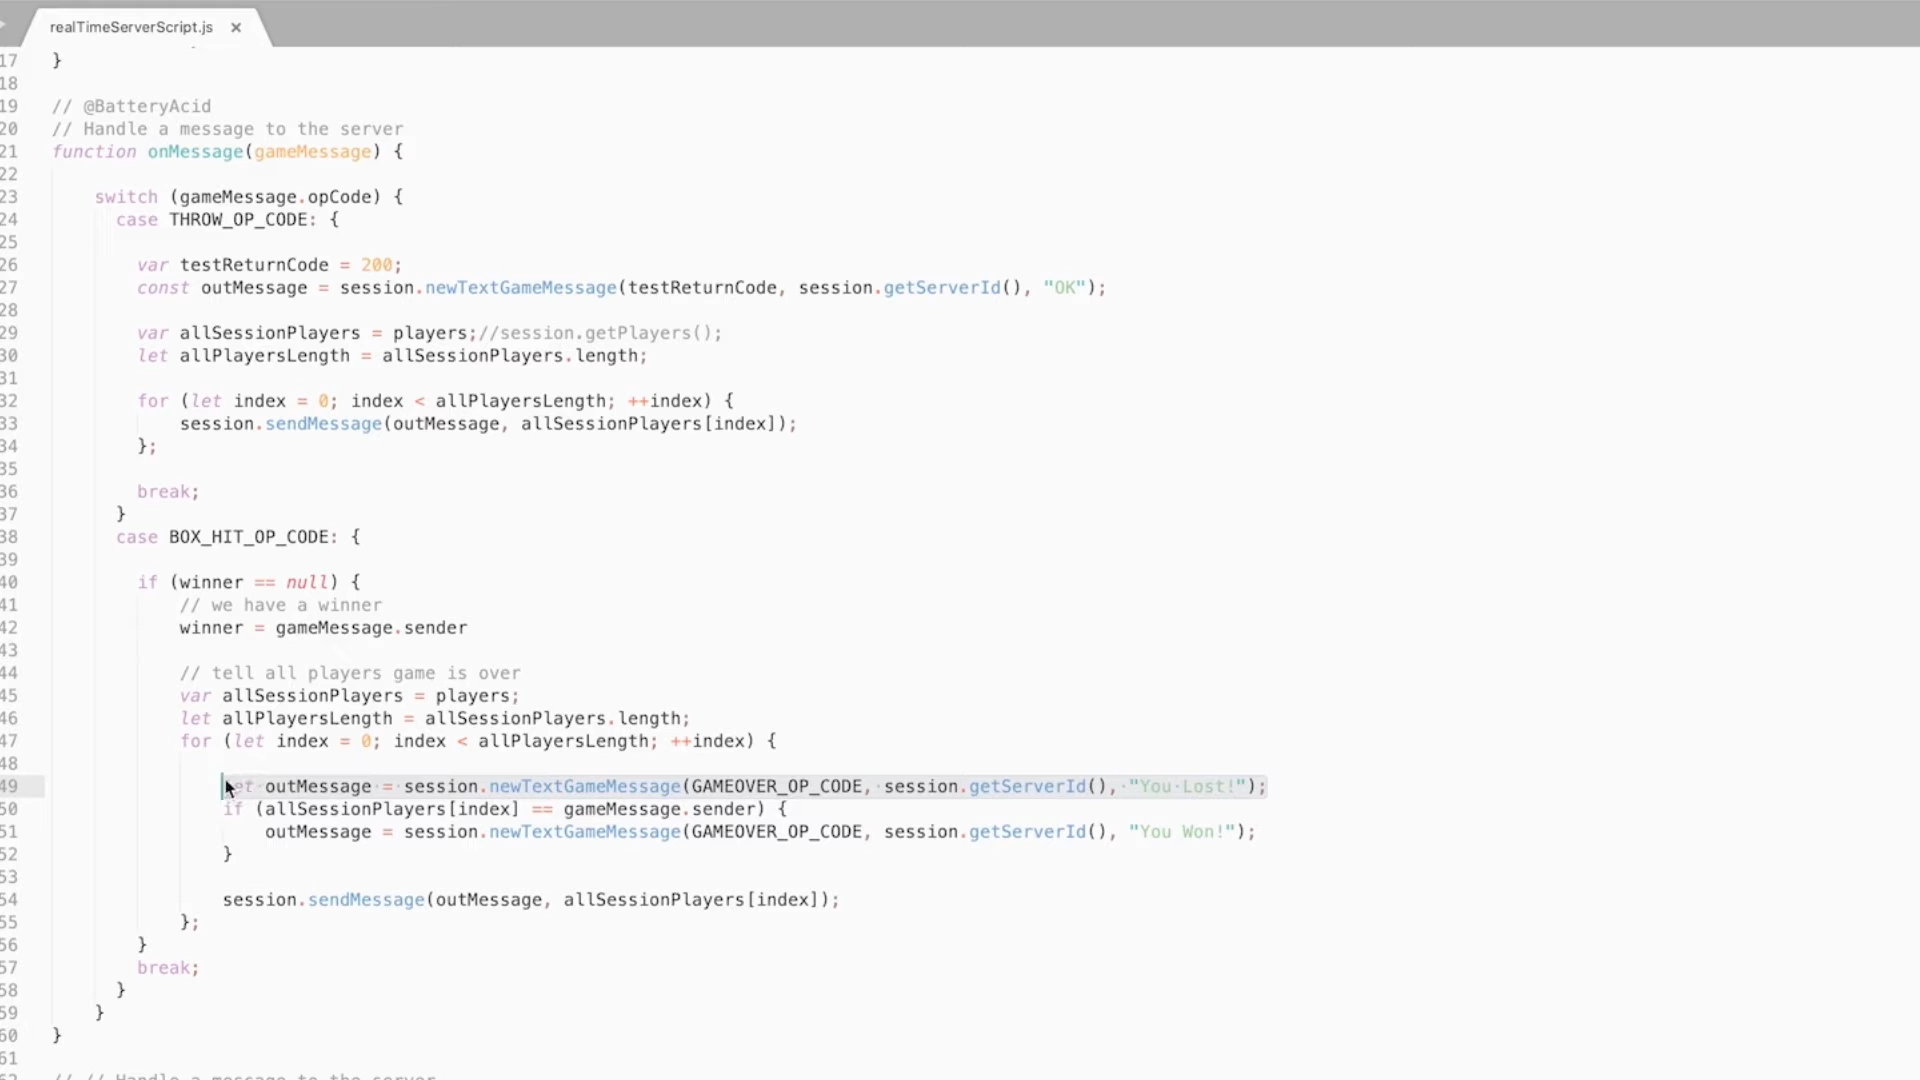 realTimeServerScript.js ×
17 }
18
19 // @BatteryAcid
20 // Handle a message to the server
21 function onMessage(gameMessage) {
22
23 switch (gameMessage.opCode) {
24 case THROW_OP_CODE: {
25
26 var testReturnCode = 200;
27 const outMessage = session.newTextGameMessage(testReturnCode, session.getServerId(), "OK");
28
29 var allSessionPlayers = players;//session.getPlayers();
30 let allPlayersLength = allSessionPlayers.length;
31
32 for (let index = 0; index < allPlayersLength; ++index) {
33 session.sendMessage(outMessage, allSessionPlayers[index]);
34 };
35
36 break;
37 }
38 case BOX_HIT_OP_CODE: {
39
40 if (winner == null) {
41 // we have a winner
42 winner = gameMessage.sender
43
44 // tell all players game is over
45 var allSessionPlayers = players;
46 let allPlayersLength = allSessionPlayers.length;
47 for (let index = 0; index < allPlayersLength; ++index) {
48
49 let outMessage = session.newTextGameMessage(GAMEOVER_OP_CODE, session.getServerId(), "You Lost!");
50 if (allSessionPlayers[index] == gameMessage.sender) {
51 outMessage = session.newTextGameMessage(GAMEOVER_OP_CODE, session.getServerId(), "You Won!");
52 }
53
54 session.sendMessage(outMessage, allSessionPlayers[index]);
55 };
56 }
57 break;
58 }
59 }
60 }
61
62 // // Handle a message to the server